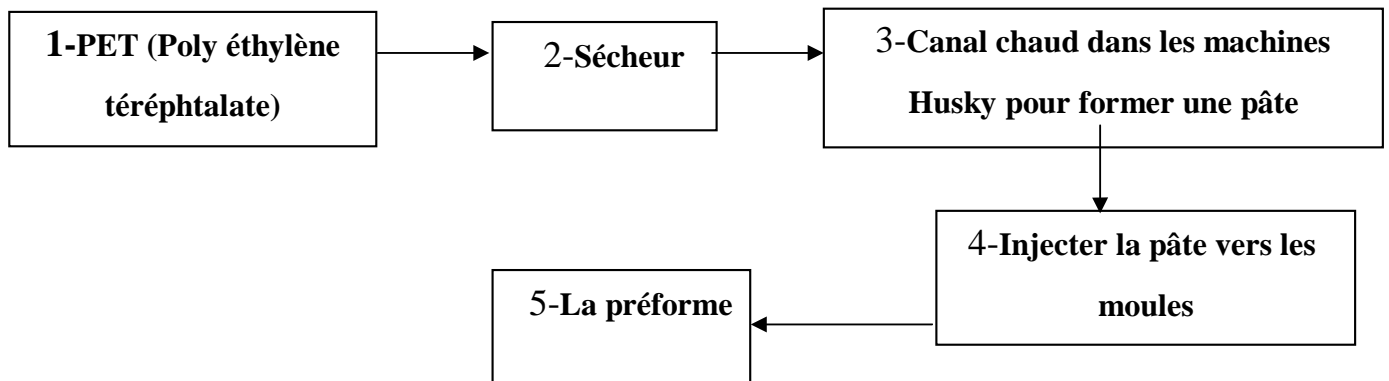 1-PET (Poly éthylène
téréphtalate)
2-Sécheur
3-Canal chaud dans les machines
Husky pour former une pâte
4-Injecter la pâte vers les
moules
5-La préforme